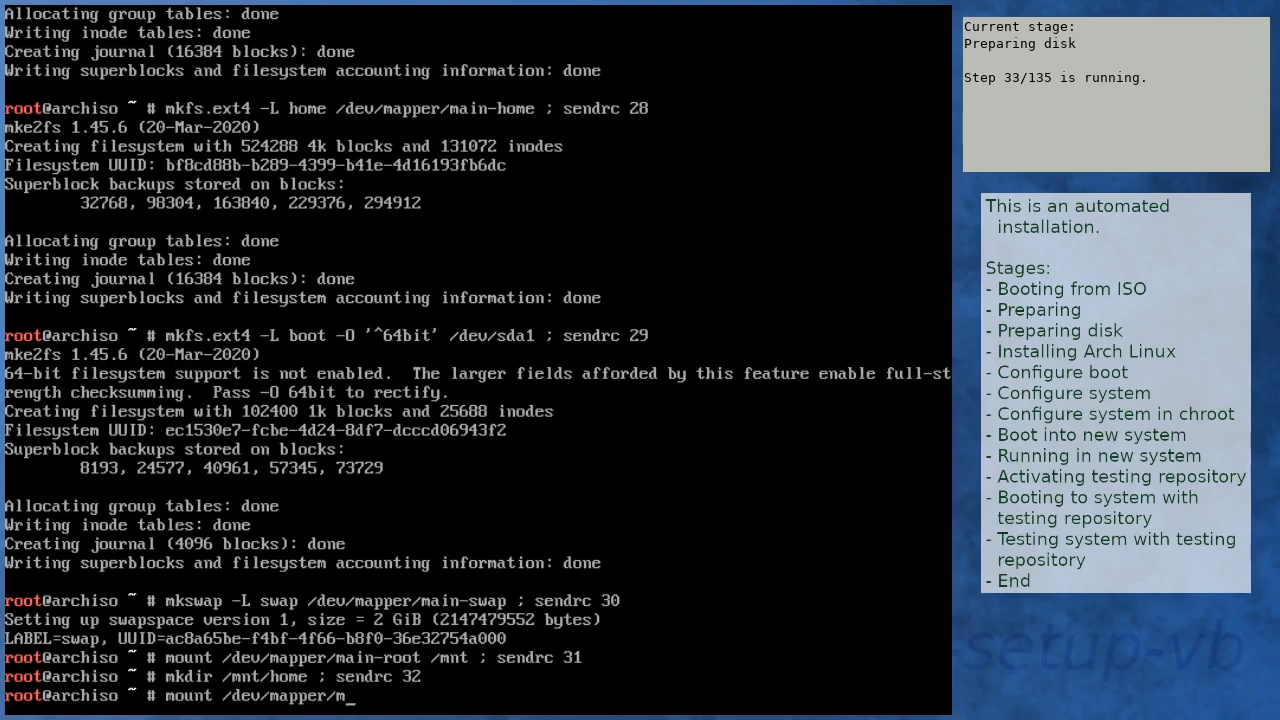 Allocating group tables: done
Writing inode tables: done
Creating journal (16384 blocks): done
Writing superblocks and filesystem accounting information: done
root@archiso ~ # mkfs.ext4 -L home /dev/mapper/main-home ; sendrc 28
mke2fs 1.45.6 (20-Mar-2020)
Creating filesystem with 524288 4k blocks and 131072 inodes
Filesystem UUID: bf8cd88b-b289-4399-b41e-4d16193fb6dc
Superblock backups stored on blocks:
32768, 98304, 163840, 229376, 294912
Allocating group tables: done
Writing inode tables: done
Creating journal (16384 blocks): done
Writing superblocks and filesystem accounting information: done
root@archiso ~ # mkfs.ext4 -L boot -O '^64bit' /dev/sda1 ; sendrc 29
mke2fs 1.45.6 (20-Mar-2020)
64-bit filesystem support is not enabled.  The larger fields afforded by this feature enable full-st
rength checksumming.  Pass -O 64bit to rectify.
Creating filesystem with 102400 1k blocks and 25688 inodes
Filesystem UUID: ec1530e7-fcbe-4d24-8df7-dcccd06943f2
Superblock backups stored on blocks:
8193, 24577, 40961, 57345, 73729
Allocating group tables: done
Writing inode tables: done
Creating journal (4096 blocks): done
Writing superblocks and filesystem accounting information: done
root@archiso ~ # mkswap -L swap /dev/mapper/main-swap ; sendrc 30
Setting up swapspace version 1, size = 2 GiB (2147479552 bytes)
LABEL=swap, UUID=ac8a65be-f4bf-4f66-b8f0-36e32754a000
root@archiso ~ # mount /dev/mapper/main-root /mnt ; sendrc 31
root@archiso ~ # mkdir /mnt/home ; sendrc 32
root@archiso ~ # mount /dev/mapper/m_
Current stage:
Preparing disk
Step 33/135 is running.
This is an automated
installation.
Stages:
- Booting from ISO
- Preparing
- Preparing disk
- Installing Arch Linux
- Configure boot
- Configure system
- Configure system in chroot
- Boot into new system
- Running in new system
- Activating testing repository
- Booting to system with
testing repository
- Testing system with testing
repository
- End
-setup-vb